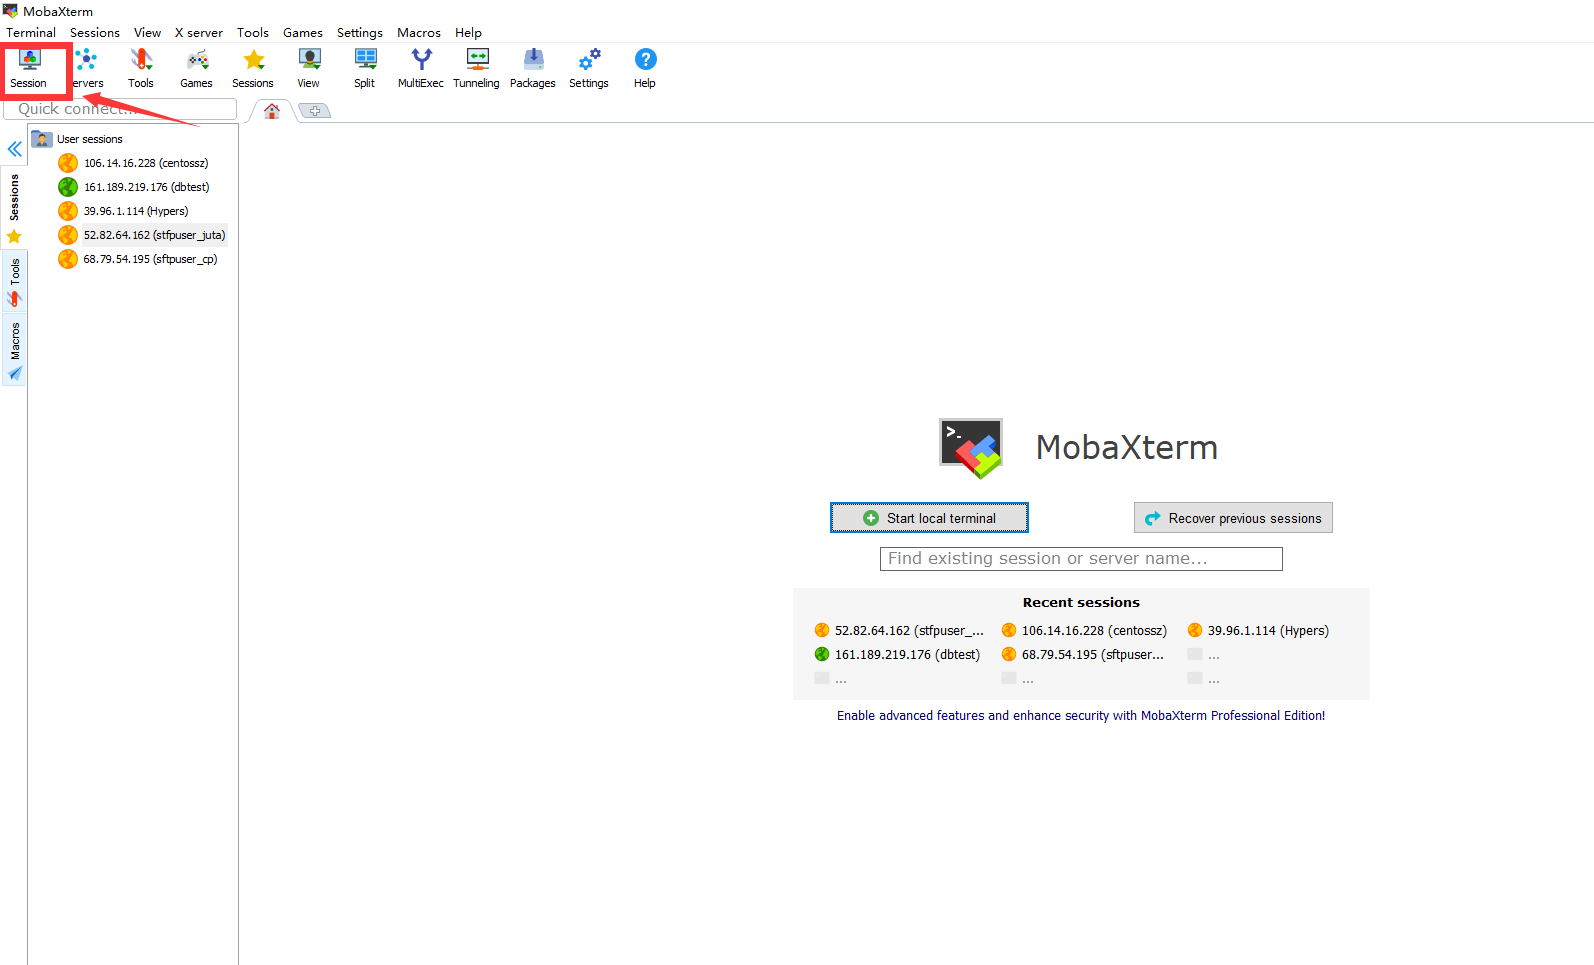 MobaXterm
Terminal Sessions View X server Tools Games Settings Macros Help
Session ervers Tools Games Sessions View Split MultiExec Tunneling Packages Settings Help
Quick connect...
User sessions
106.14.16.228 (centossz)
161.189.219.176 (dbtest)
39.96.1.114 (Hypers)
52.82.64.162 (stfpuser_juta)
68.79.54.195 (sftpuser_cp)
Sessions
Tools
Macros
>_
MobaXterm
Start local terminal Recover previous sessions
Find existing session or server name...
Recent sessions
52.82.64.162 (stfpuser_... 106.14.16.228 (centossz) 39.96.1.114 (Hypers)
161.189.219.176 (dbtest) 68.79.54.195 (sftpuser... ...
... ... ...
Enable advanced features and enhance security with MobaXterm Professional Edition!